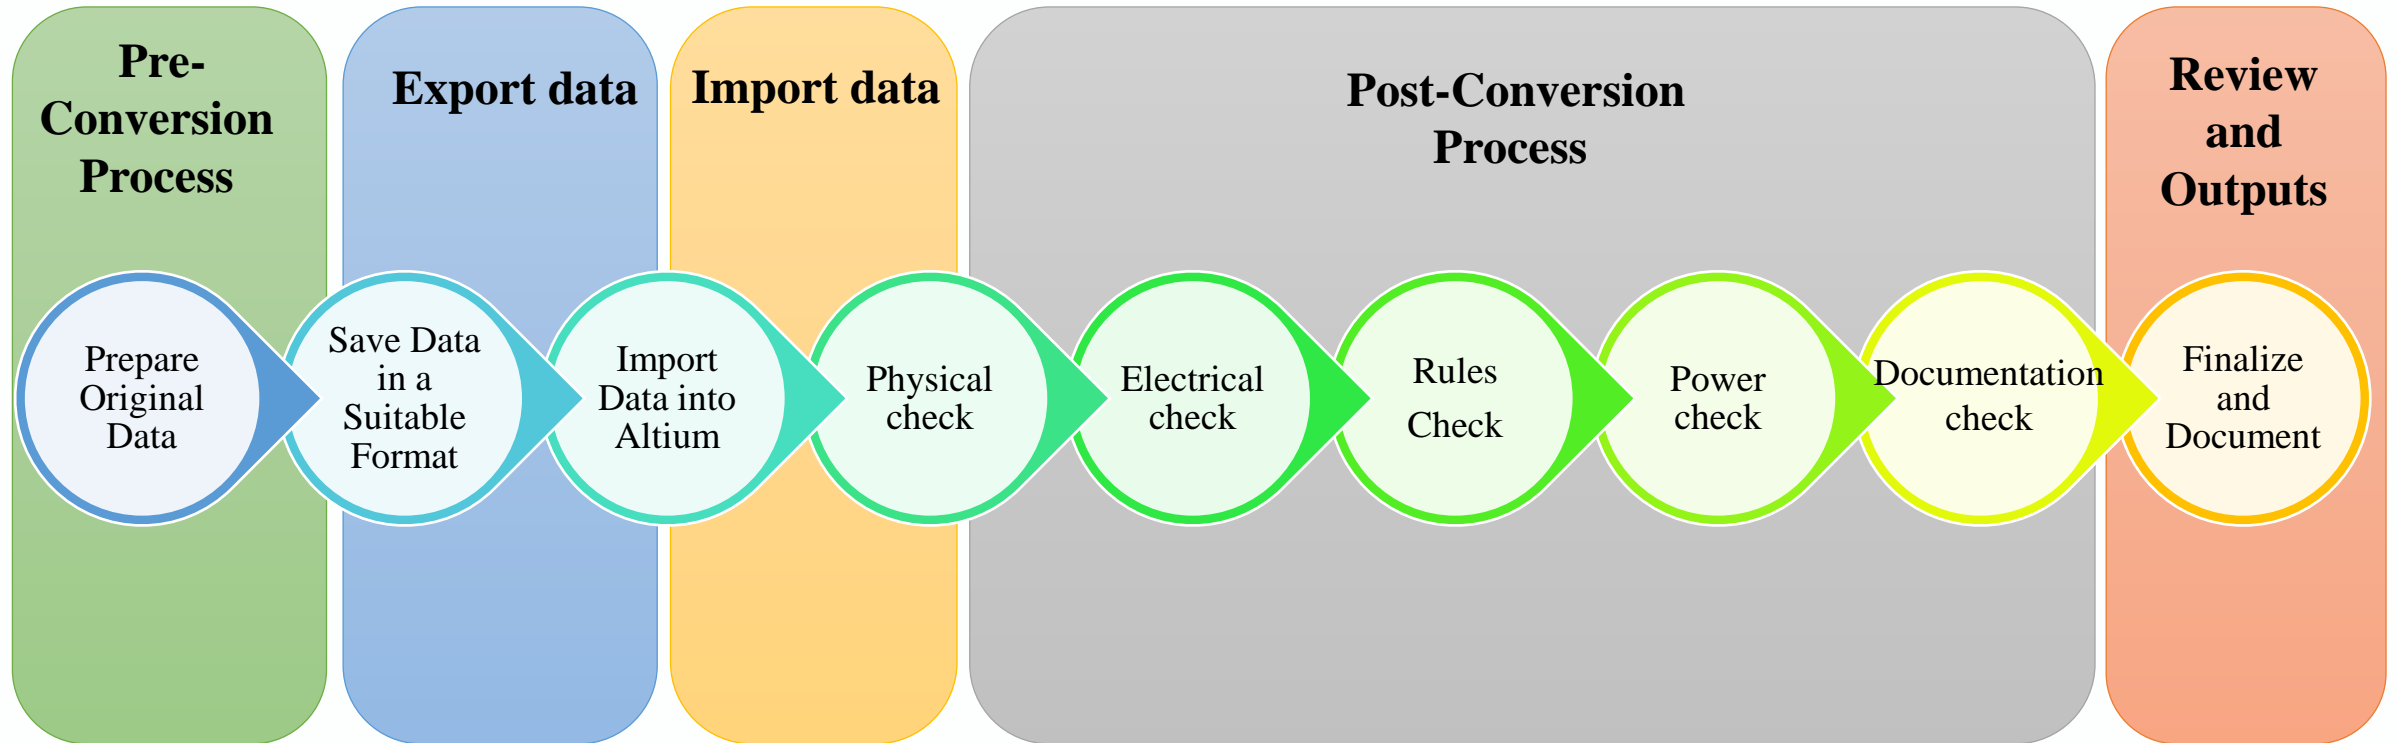 Pre-
Conversion
Process
Export data
Import data
Post-Conversion
Process
Review
and
Outputs
Prepare
Original
Data
Save Data
in a
Suitable
Format
Import
Data into
Altium
Physical
check
Electrical
check
Rules
Check
Power
check
Documentation
check
Finalize
and
Document